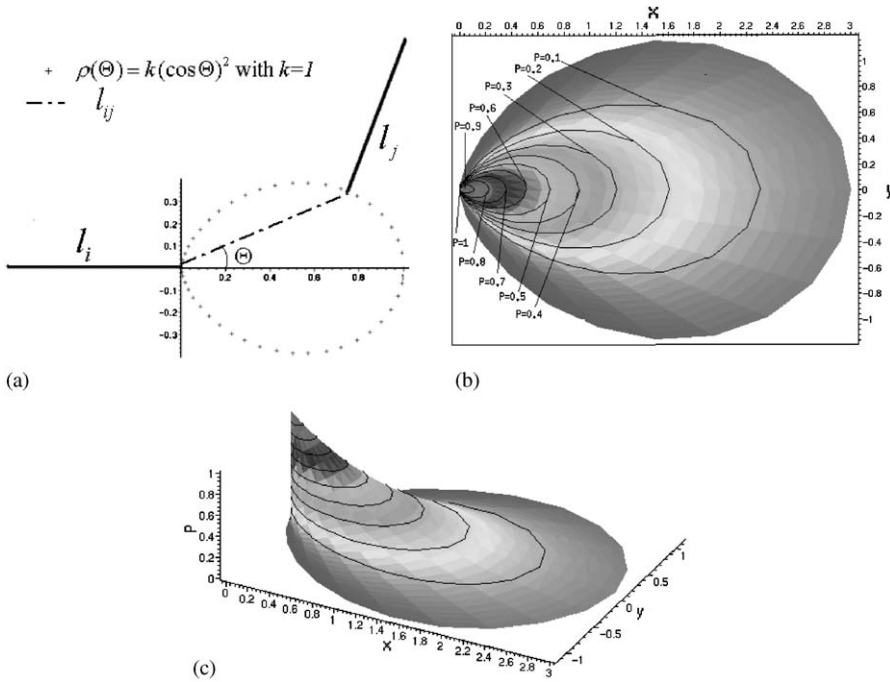 ρ(Θ) = k(cosΘ)² with k=1
l_ij
l_j
l_i
Θ
0.3
0.2
0.1
-0.1
-0.2
-0.3
0.2 0.4 0.6 0.8 1
(a)
x
0 0.2 0.4 0.6 0.8 1 1.2 1.4 1.6 1.8 2 2.2 2.4 2.6 2.8 3
P=0.1
P=0.2
P=0.3
P=0.6
P=0.9
P=1
P=0.8
P=0.7
P=0.5
P=0.4
1
0.8
0.6
0.4
0.2
0
y
-0.2
-0.4
-0.6
-0.8
-1
(b)
P
1
0.8
0.6
0.4
0.2
0
0 0.2 0.4 0.6 0.8 1 1.2 1.4 1.6 1.8 2 2.2 2.4 2.6 2.8 3
x
-1 -0.5 0 0.5 1
y
(c)